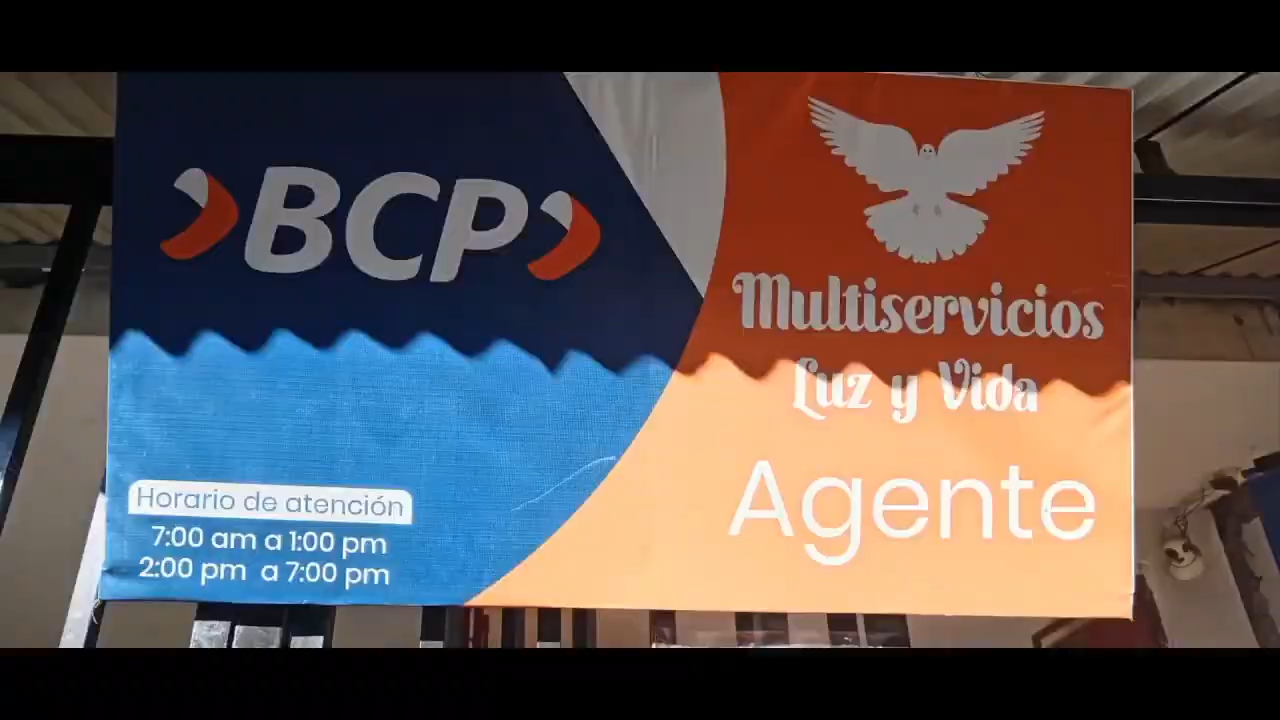 BCP
Multiservicios
Luz y Vida
Agente
Horario de atención
7:00 am a 1:00 pm
2:00 pm a 7:00 pm